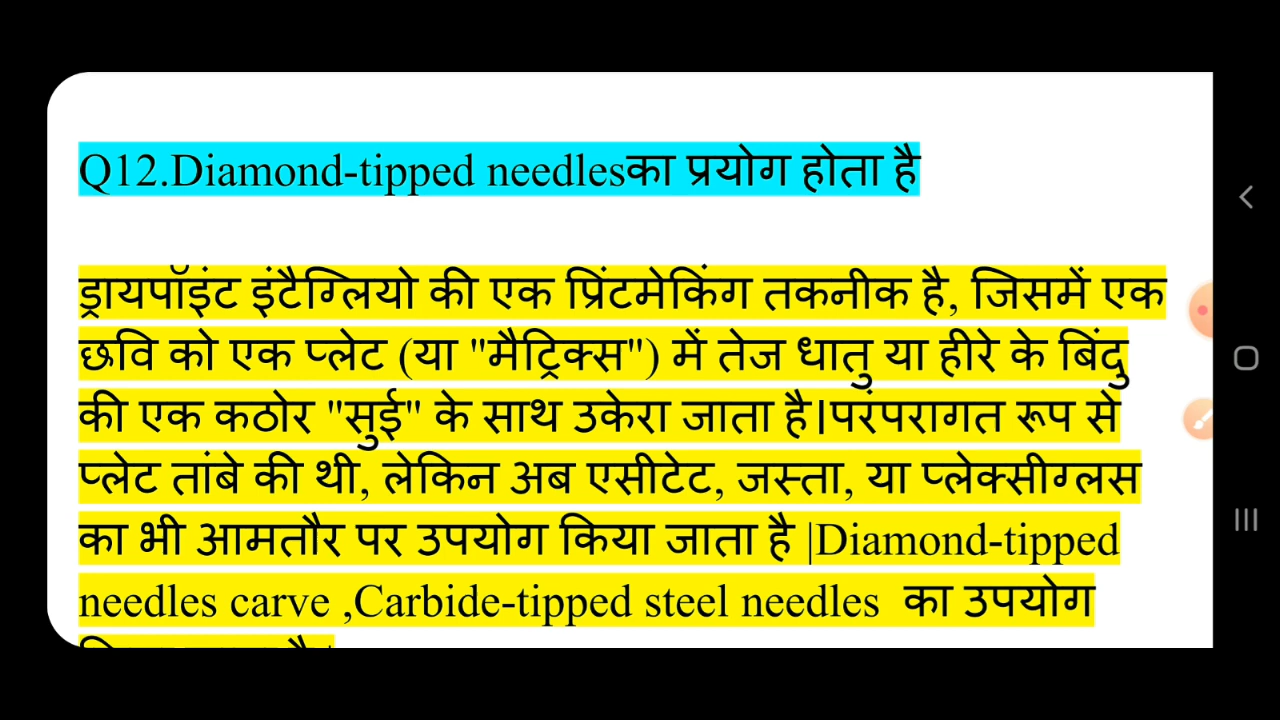 Q12.Diamond-tipped needlesका प्रयोग होता है
ड्रायपॉइंट इंटैग्लियो की एक प्रिंटमेकिंग तकनीक है, जिसमें एक
छवि को एक प्लेट (या "मैट्रिक्स") में तेज धातु या हीरे के बिंदु
की एक कठोर "सुई" के साथ उकेरा जाता है।परंपरागत रूप से
प्लेट तांबे की थी, लेकिन अब एसीटेट, जस्ता, या प्लेक्सीग्लस
का भी आमतौर पर उपयोग किया जाता है |Diamond-tipped
needles carve ,Carbide-tipped steel needles का उपयोग